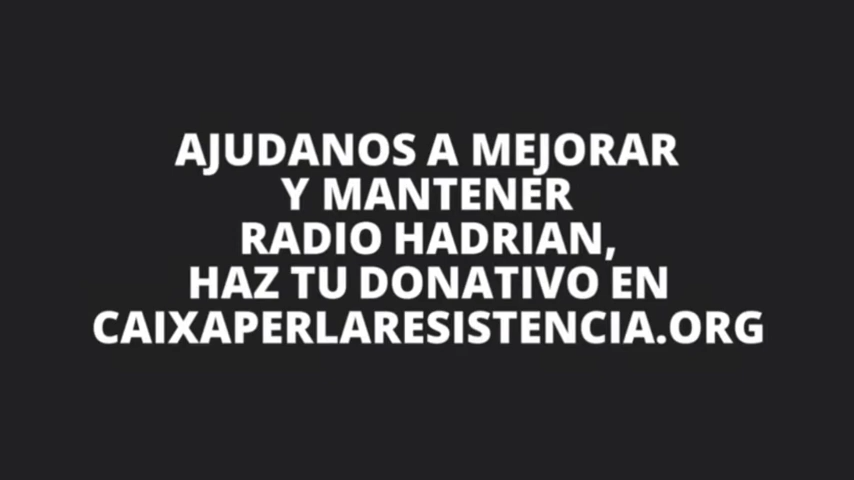 AJUDANOS A MEJORAR
Y MANTENER
RADIO HADRIAN,
HAZ TU DONATIVO EN
CAIXAPERLARESISTENCIA.ORG